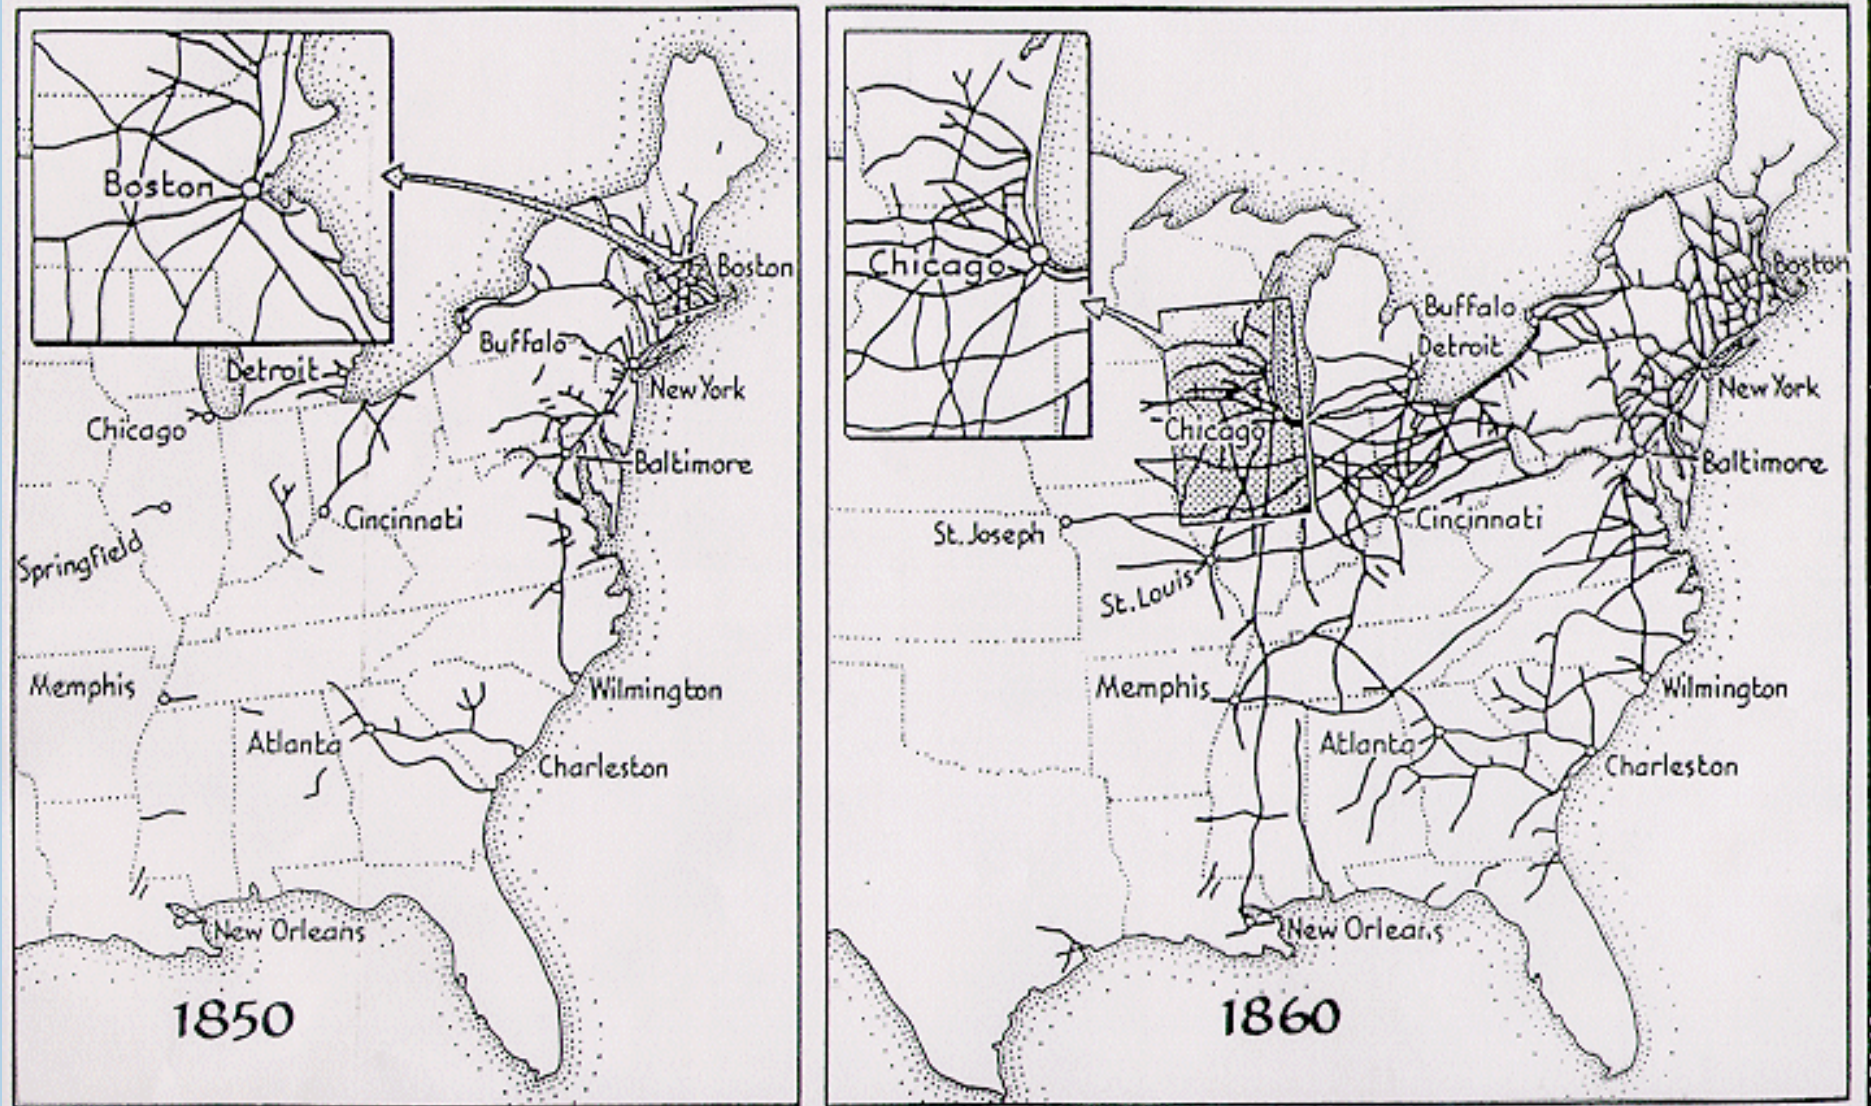 Boston
Boston
Buffalo
Detroit
New York
Chicago
Baltimore
Cincinnati
Springfield
Memphis
Wilmington
Atlanta
Charleston
New Orleans
1850
Chicago
Boston
Buffalo
Detroit
New York
Chicago
Baltimore
Cincinnati
St. Joseph
St. Louis
Memphis
Wilmington
Atlanta
Charleston
New Orleans
1860